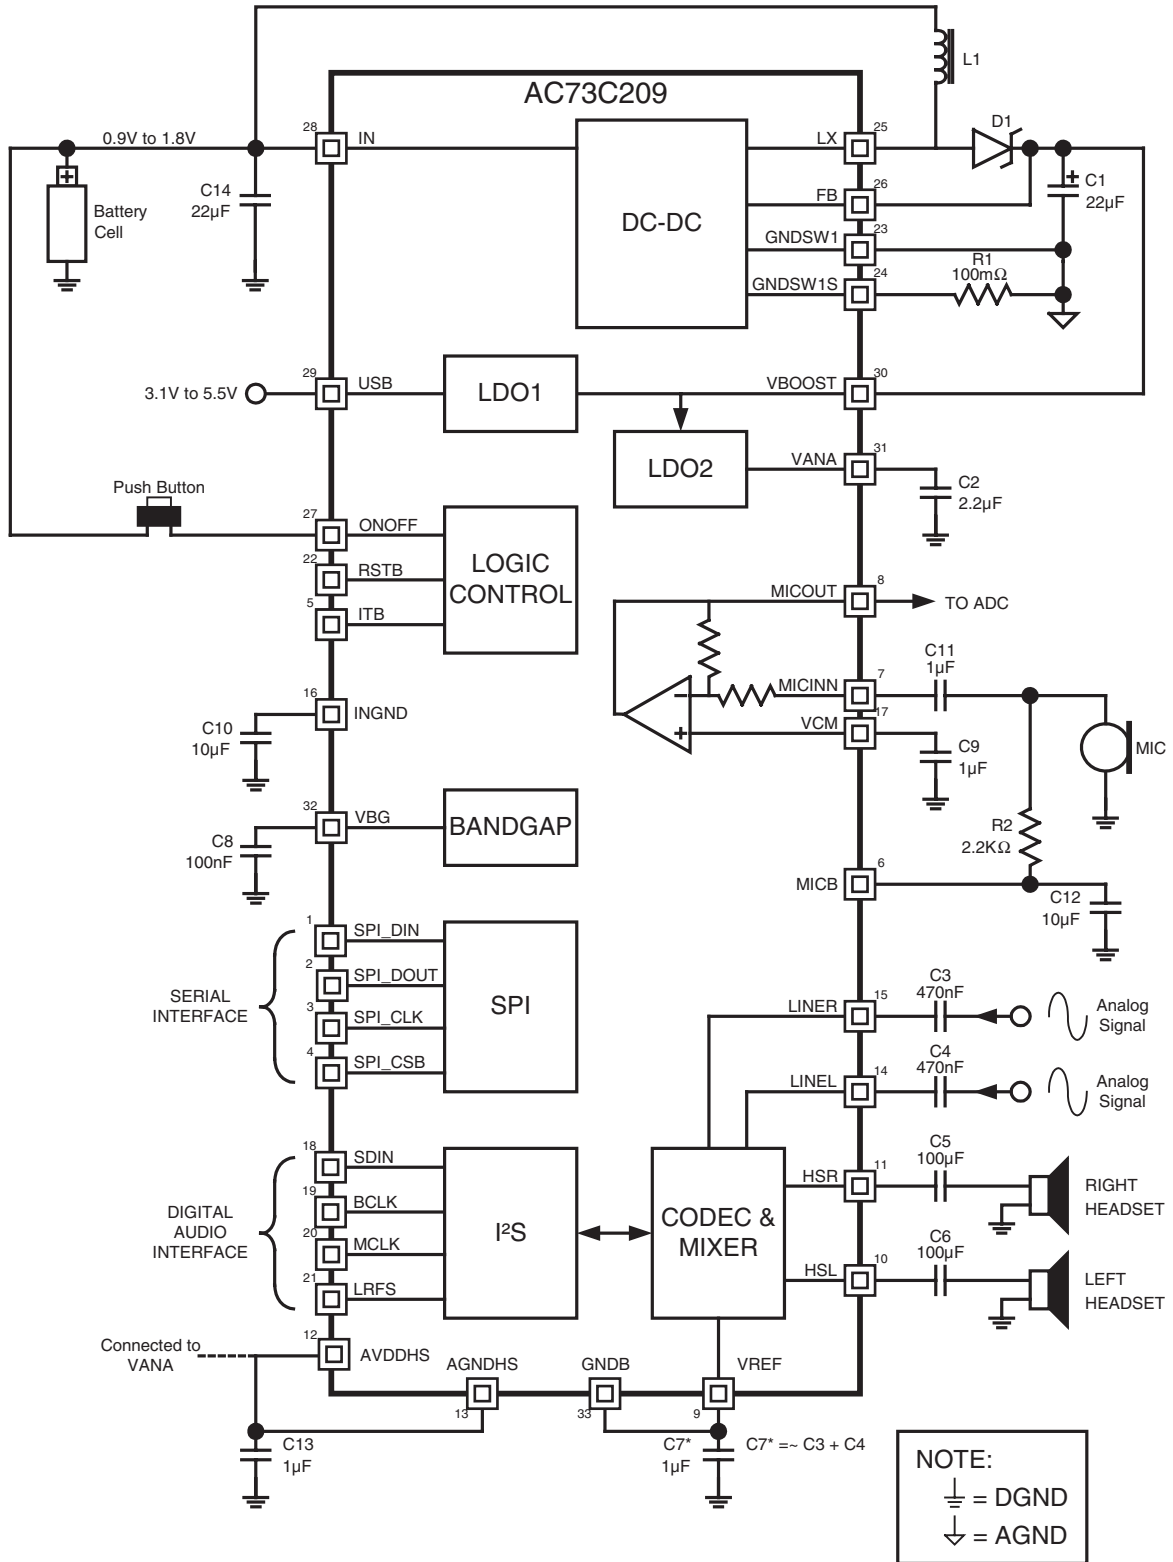 L1
AC73C209
D1
0.9V to 1.8V
28
IN
LX
25
+
Battery
Cell
C14
22µF
DC-DC
FB
26
+
C1
22µF
GNDSW1
23
R1
100mΩ
GNDSW1S
24
3.1V to 5.5V
29
USB
LDO1
VBOOST
30
LDO2
VANA
31
C2
2.2µF
Push Button
27
ONOFF
22
RSTB
5
ITB
LOGIC
CONTROL
MICOUT
8
TO ADC
C11
1µF
16
INGND
C10
10µF
–
MICINN
7
+
VCM
17
C9
1µF
MIC
32
VBG
BANDGAP
C8
100nF
R2
2.2KΩ
MICB
6
C12
10µF
1
SPI_DIN
2
SPI_DOUT
3
SPI_CLK
4
SPI_CSB
SERIAL
INTERFACE
SPI
LINER
15
C3
470nF
Analog
Signal
LINEL
14
C4
470nF
Analog
Signal
18
SDIN
19
BCLK
20
MCLK
21
LRFS
DIGITAL
AUDIO
INTERFACE
I²S
CODEC &
MIXER
HSR
11
C5
100µF
RIGHT
HEADSET
HSL
10
C6
100µF
LEFT
HEADSET
Connected to
VANA
12
AVDDHS
AGNDHS
13
GNDB
33
VREF
9
C13
1µF
C7*
1µF
C7* =~ C3 + C4
NOTE:
= DGND
= AGND